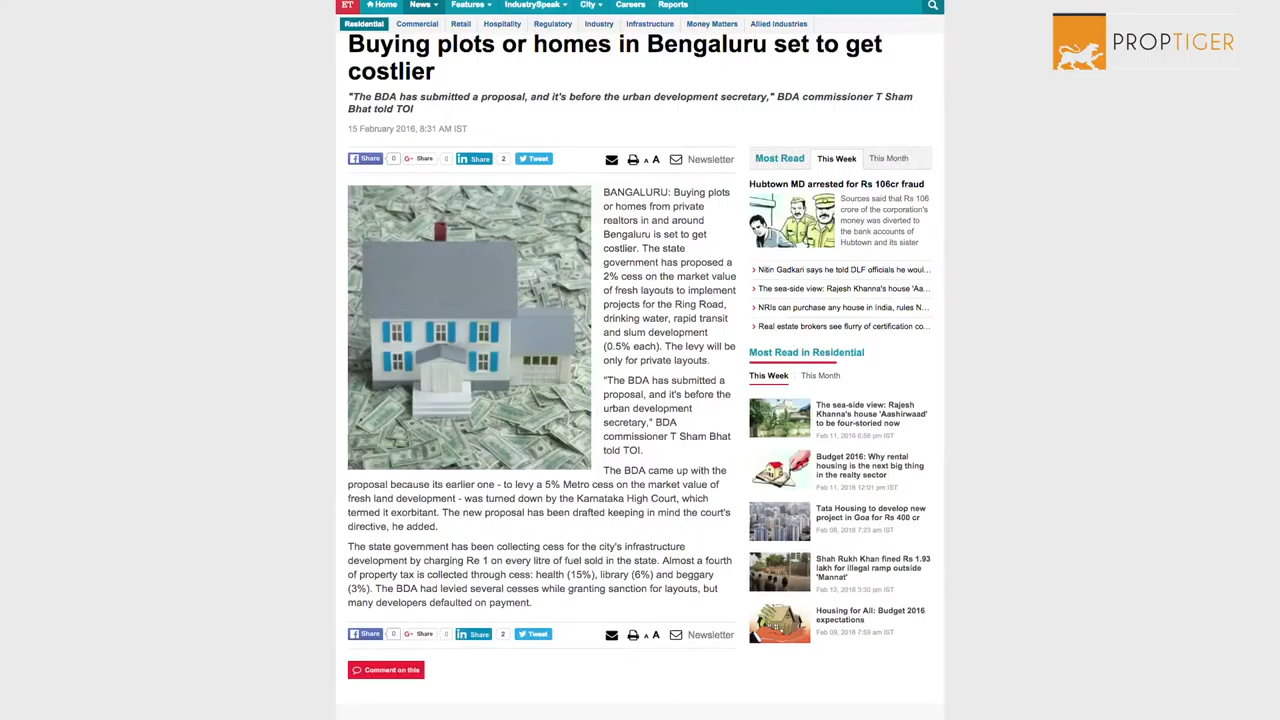 ET Home News Features IndustrySpeak City Careers Reports
Residential Commercial Retail Hospitality Regulatory Industry Infrastructure Money Matters Allied Industries
PROPTIGER
Buying plots or homes in Bengaluru set to get
costlier
"The BDA has submitted a proposal, and it's before the urban development secretary," BDA commissioner T Sham
Bhat told TOI
15 February 2016, 8:31 AM IST
Share 0 Share 0 Share 2 Tweet A A Newsletter
BANGALURU: Buying plots
or homes from private
realtors in and around
Bengaluru is set to get
costlier. The state
government has proposed a
2% cess on the market value
of fresh layouts to implement
projects for the Ring Road,
drinking water, rapid transit
and slum development
(0.5% each). The levy will be
only for private layouts.
"The BDA has submitted a
proposal, and it's before the
urban development
secretary," BDA
commissioner T Sham Bhat
told TOI.
The BDA came up with the
proposal because its earlier one - to levy a 5% Metro cess on the market value of
fresh land development - was turned down by the Karnataka High Court, which
termed it exorbitant. The new proposal has been drafted keeping in mind the court's
directive, he added.
The state government has been collecting cess for the city's infrastructure
development by charging Re 1 on every litre of fuel sold in the state. Almost a fourth
of property tax is collected through cess: health (15%), library (6%) and beggary
(3%). The BDA had levied several cesses while granting sanction for layouts, but
many developers defaulted on payment.
Share 0 Share 0 Share 2 Tweet A A Newsletter
Comment on this
Most Read This Week This Month
Hubtown MD arrested for Rs 106cr fraud
Sources said that Rs 106
crore of the corporation's
money was diverted to
the bank accounts of
Hubtown and its sister
Nitin Gadkari says he told DLF officials he woul...
The sea-side view: Rajesh Khanna's house 'Aa...
NRIs can purchase any house in India, rules N...
Real estate brokers see flurry of certification co...
Most Read in Residential
This Week This Month
The sea-side view: Rajesh
Khanna's house 'Aashirwaad'
to be four-storied now
Feb 11, 2016 6:58 pm IST
Budget 2016: Why rental
housing is the next big thing
in the realty sector
Feb 11, 2016 12:01 pm IST
Tata Housing to develop new
project in Goa for Rs 400 cr
Feb 08, 2016 7:23 am IST
Shah Rukh Khan fined Rs 1.93
lakh for illegal ramp outside
'Mannat'
Feb 12, 2016 3:30 pm IST
Housing for All: Budget 2016
expectations
Feb 09, 2016 7:59 am IST